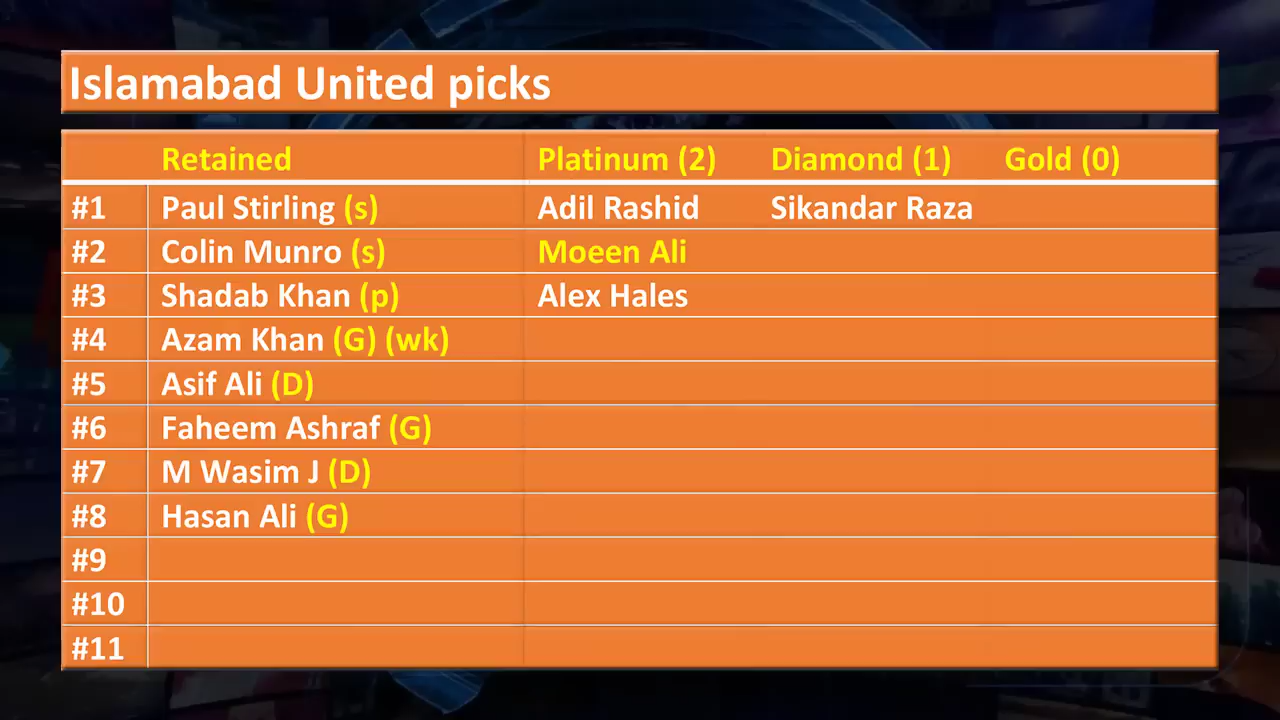 Islamabad United picks
Retained Platinum (2) Diamond (1) Gold (0)
#1 Paul Stirling (s) Adil Rashid Sikandar Raza
#2 Colin Munro (s) Moeen Ali
#3 Shadab Khan (p) Alex Hales
#4 Azam Khan (G) (wk)
#5 Asif Ali (D)
#6 Faheem Ashraf (G)
#7 M Wasim J (D)
#8 Hasan Ali (G)
#9
#10
#11